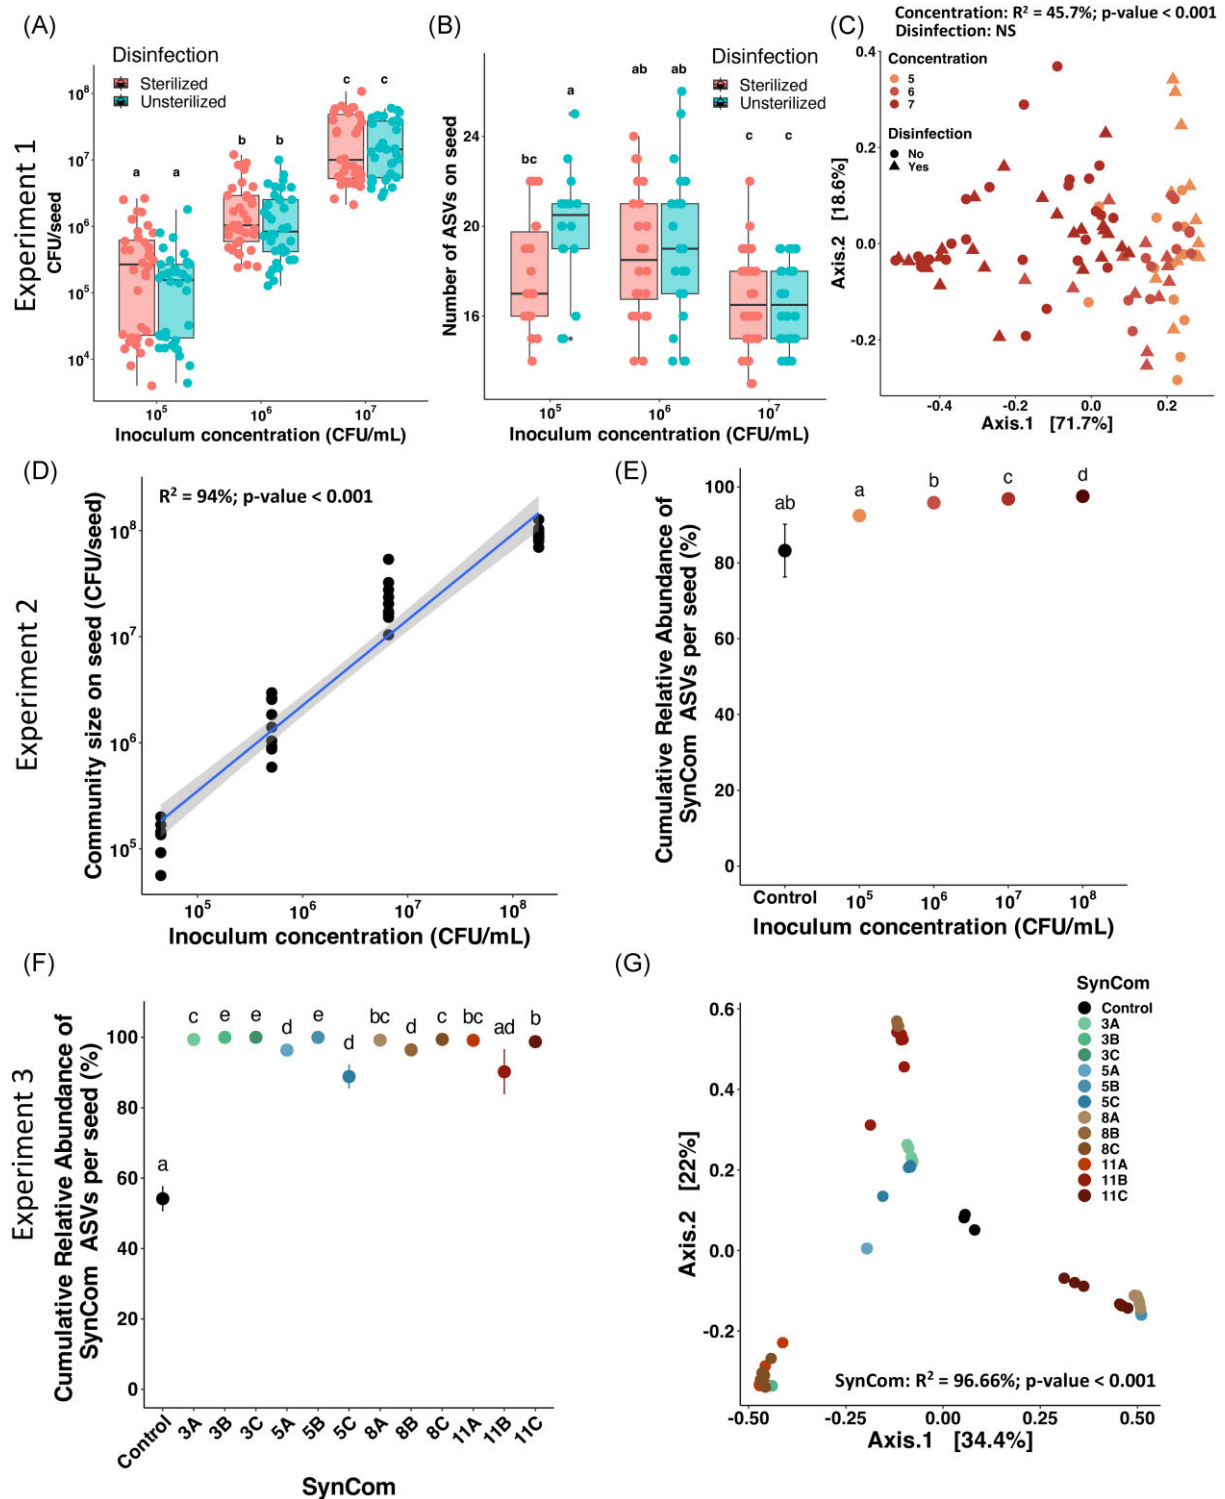 Experiment 1
(A)
Disinfection
Sterilized
Unsterilized
CFU/seed
10⁸
10⁷
10⁶
10⁵
10⁴
a
a
b
b
c
c
10⁵
10⁶
10⁷
Inoculum concentration (CFU/mL)
(B)
Disinfection
Sterilized
Unsterilized
Number of ASVs on seed
24
20
16
bc
a
ab
ab
c
c
10⁵
10⁶
10⁷
Inoculum concentration (CFU/mL)
Concentration: R² = 45.7%; p-value < 0.001
(C)
Disinfection: NS
Concentration
5
6
7
Disinfection
No
Yes
Axis.2 [18.6%]
0.4
0.2
0.0
-0.2
-0.4
-0.2
0.0
0.2
Axis.1 [71.7%]
Experiment 2
(D)
R² = 94%; p-value < 0.001
Community size on seed (CFU/seed)
10⁸
10⁷
10⁶
10⁵
10⁵
10⁶
10⁷
10⁸
Inoculum concentration (CFU/mL)
(E)
Cumulative Relative Abundance of
SynCom ASVs per seed (%)
100
80
60
40
20
0
ab
a
b
c
d
Control
10⁵
10⁶
10⁷
10⁸
Inoculum concentration (CFU/mL)
Experiment 3
(F)
Cumulative Relative Abundance of
SynCom ASVs per seed (%)
100
80
60
40
20
0
a
c
e
e
d
e
d
bc
d
c
bc
ad
b
Control
3A
3B
3C
5A
5B
5C
8A
8B
8C
11A
11B
11C
SynCom
(G)
SynCom
Control
3A
3B
3C
5A
5B
5C
8A
8B
8C
11A
11B
11C
Axis.2 [22%]
0.6
0.4
0.2
0.0
-0.2
SynCom: R² = 96.66%; p-value < 0.001
-0.50
-0.25
0.00
0.25
0.50
Axis.1 [34.4%]